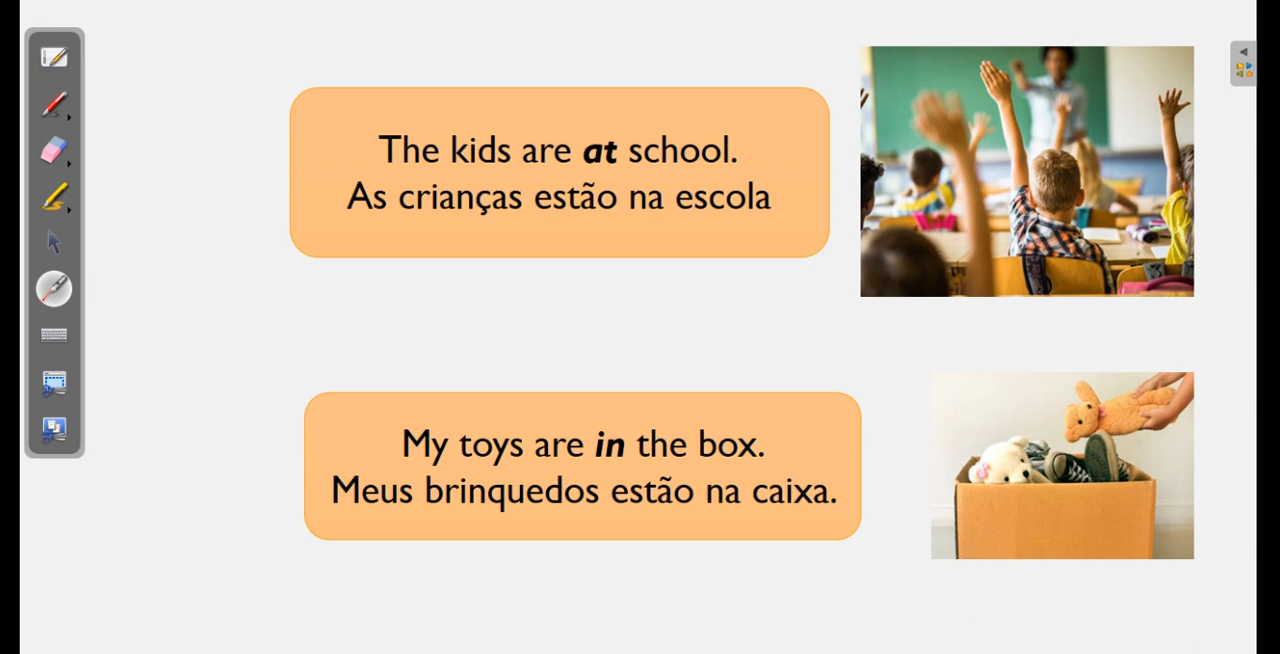 The kids are at school.
As crianças estão na escola
My toys are in the box.
Meus brinquedos estão na caixa.